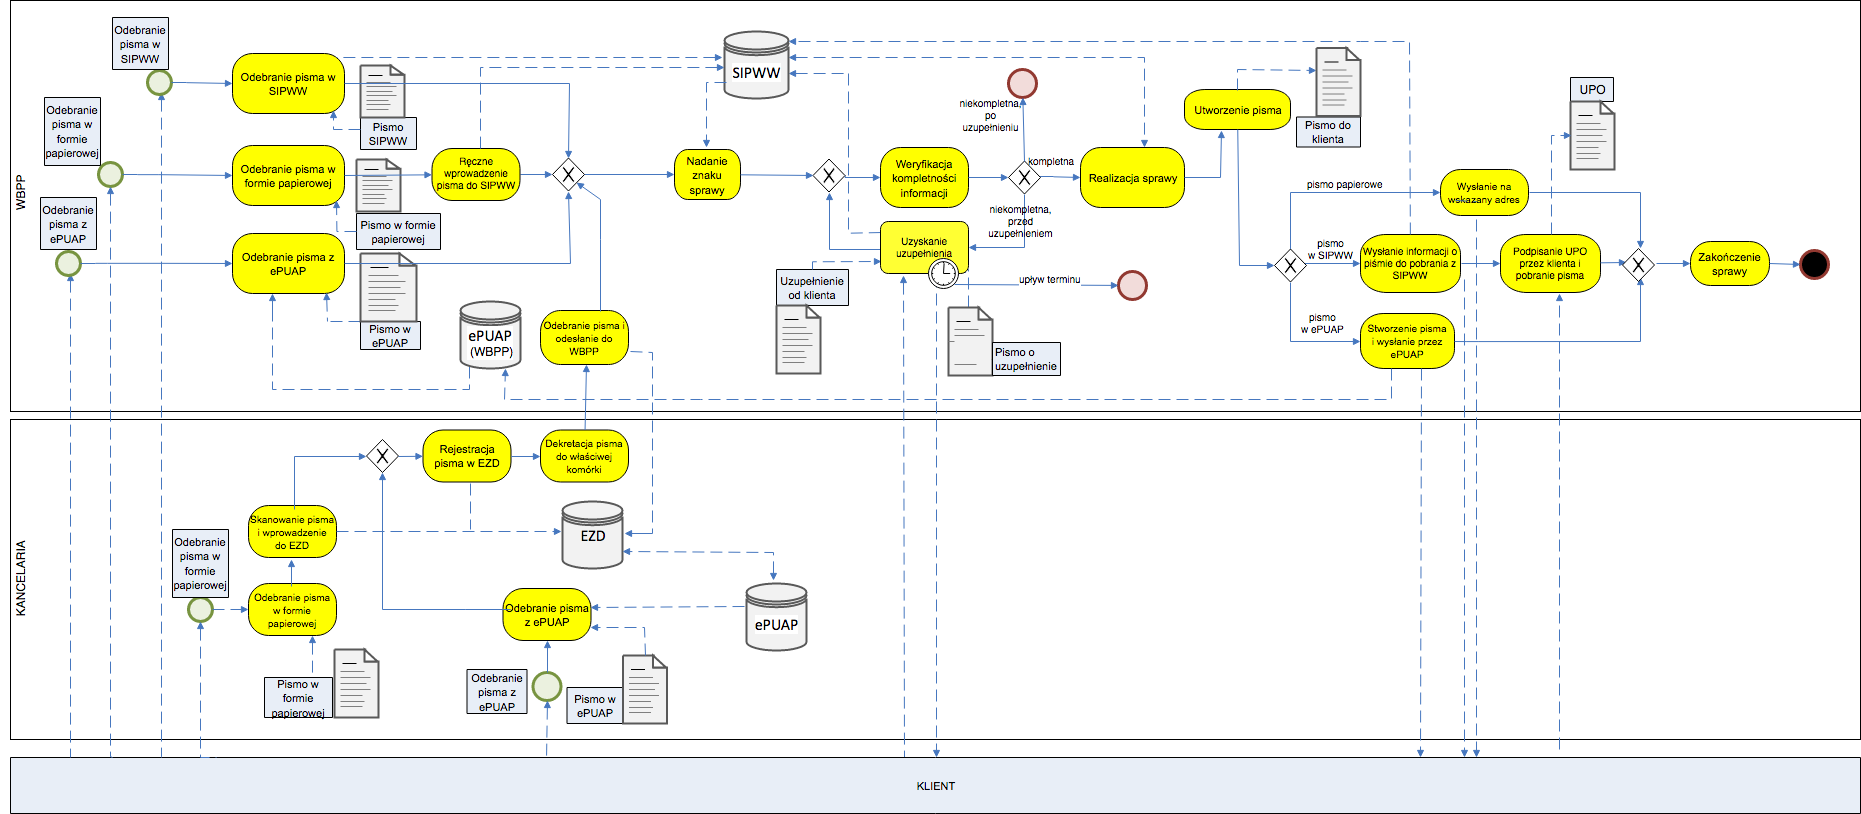 Odebranie
pisma w
SIPWW
Odebranie
pisma w
formie
papierowej
Odebranie
pisma z
ePUAP
WBPP
Odebranie pisma w
SIPWW
Pismo
SIPWW
Odebranie pisma w
formie papierowej
Pismo w formie
papierowej
Odebranie pisma z
ePUAP
Pismo w
ePUAP
Ręczne
wprowadzenie
pisma do SIPWW
X
ePUAP
(WBPP)
Odebranie pisma i
odesłanie do
WBPP
SIPWW
Nadanie
znaku
sprawy
X
Weryfikacja
kompletności
informacji
X
niekompletna,
po
uzupełnieniu
kompletna
niekompletna,
przed
uzupełnieniem
Uzyskanie
uzupełnienia
Uzupełnienie
od klienta
upływ terminu
Pismo o
uzupełnienie
Realizacja sprawy
Utworzenie pisma
Pismo do
klienta
X
pismo papierowe
pismo
w SIPWW
pismo
w ePUAP
Wysłanie na
wskazany adres
Wysłanie informacji o
piśmie do pobrania z
SIPWW
Stworzenie pisma
i wysłanie przez
ePUAP
UPO
Podpisanie UPO
przez klienta i
pobranie pisma
X
Zakończenie
sprawy
KANCELARIA
X
Rejestracja
pisma w EZD
Dekretacja pisma
do właściwej
komórki
Skanowanie pisma
i wprowadzenie
do EZD
Odebranie
pisma w
formie
papierowej
Odebranie pisma
w formie
papierowej
Pismo w
formie
papierowej
EZD
Odebranie pisma
z ePUAP
ePUAP
Odebranie
pisma z
ePUAP
Pismo w
ePUAP
KLIENT